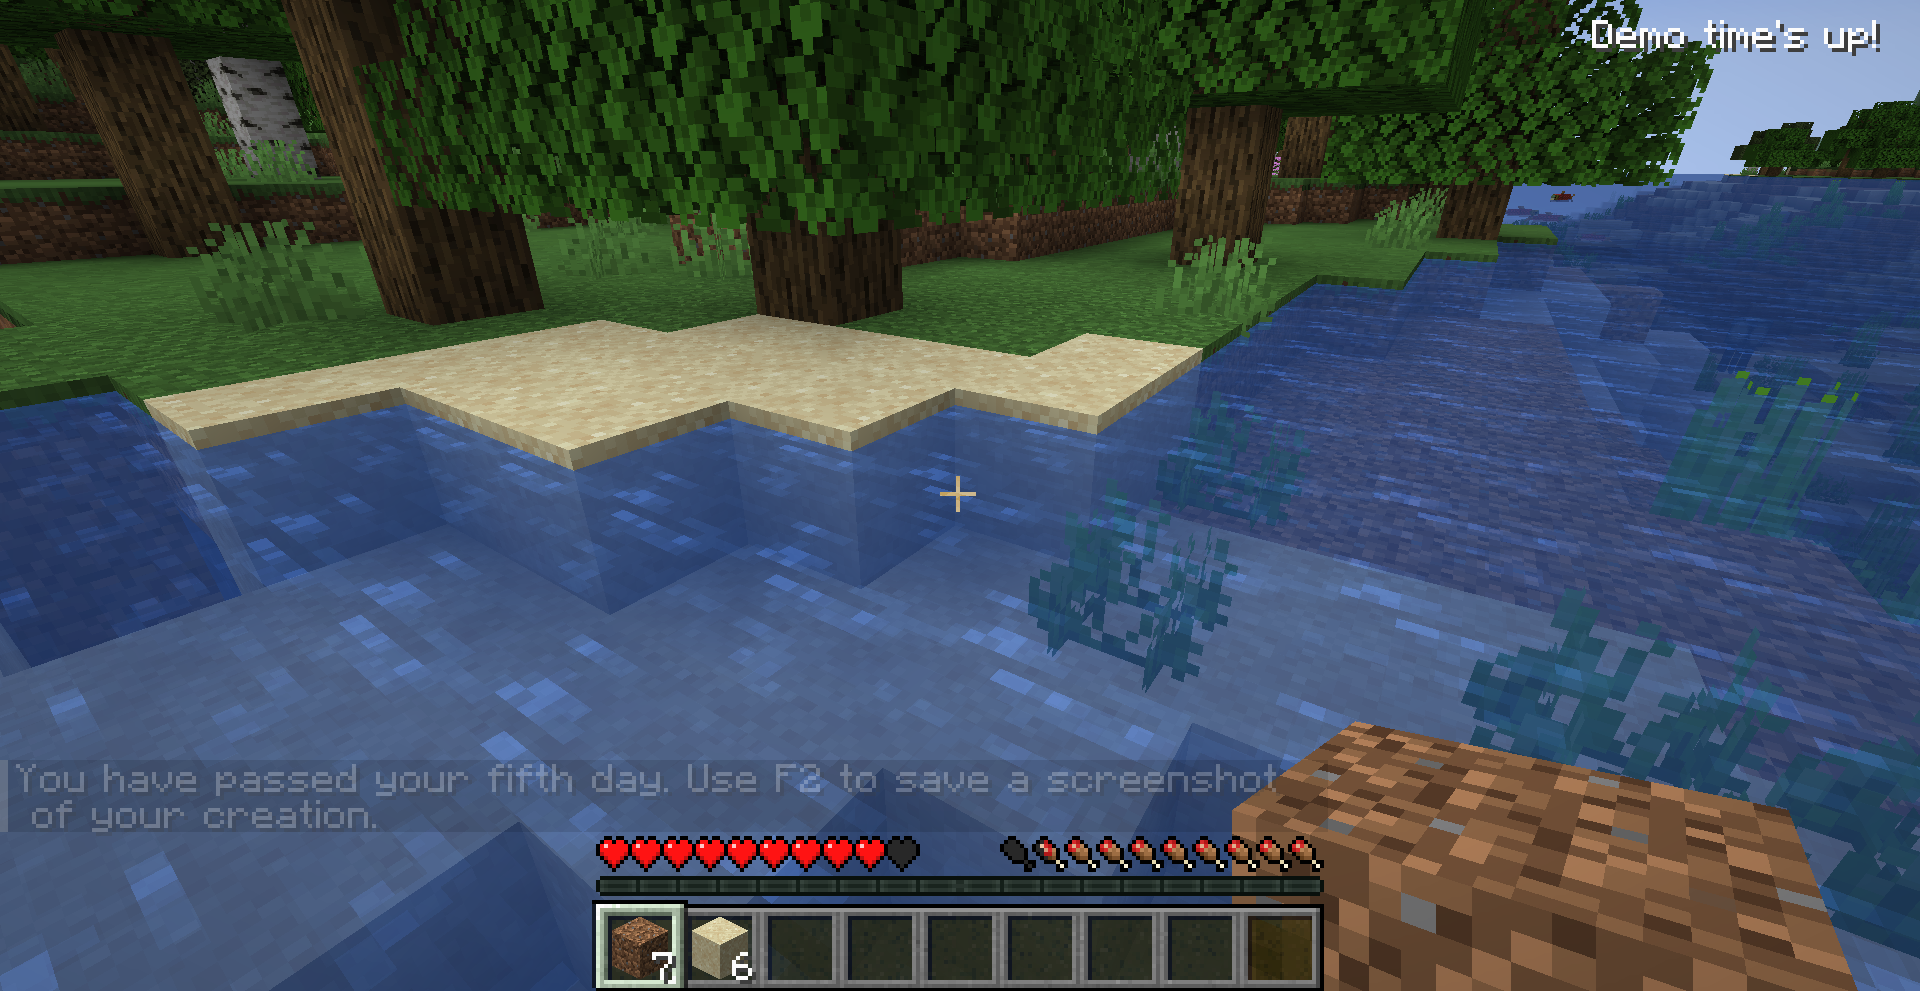 Demo time's up!
You have passed your fifth day. Use F2 to save a screenshot
of your creation.
7
6